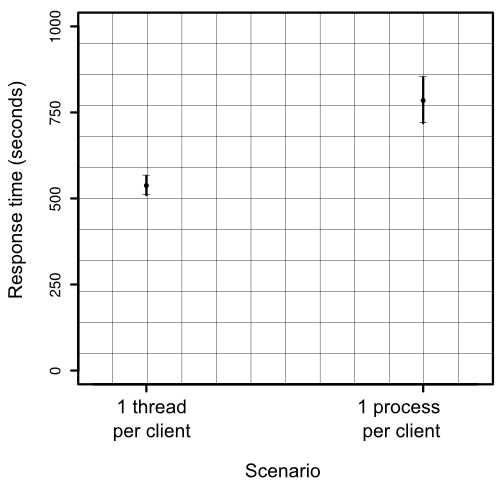 Response time (seconds)
1000
750
500
250
0
1 thread
per client
1 process
per client
Scenario